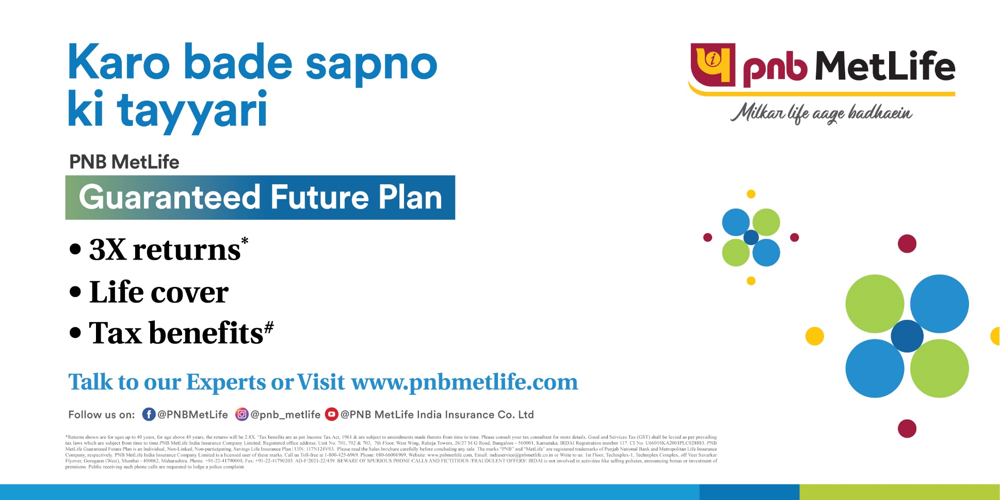 Karo bade sapno
ki tayyari
pnb MetLife
Milkar life aage badhaein
PNB MetLife
Guaranteed Future Plan
• 3X returns*
• Life cover
• Tax benefits#
Talk to our Experts or Visit www.pnbmetlife.com
Follow us on: @PNBMetLife @pnb_metlife @PNB MetLife India Insurance Co. Ltd
*Returns shown are for ages up to 40 years, for age above 40 years, the returns will be 2.8X. #Tax benefits are as per Income Tax Act, 1961 & are subject to amendments made thereto from time to time. Please consult your tax consultant for more details. Good and Services Tax (GST) shall be levied as per prevailing
tax laws which are subject from time to time.PNB MetLife India Insurance Company Limited, Registered office address: Unit No. 701, 702 & 703, 7th Floor, West Wing, Raheja Towers, 26/27 M G Road, Bangalore - 560001, Karnataka. IRDAI Registration number 117. CI No: U66010KA2001PLC028883. PNB
MetLife Guaranteed Future Plan is an Individual, Non-Linked, Non-participating, Savings Life Insurance Plan | UIN: 117N124V03. Please read the Sales brochure carefully before concluding any sale. The marks “PNB” and “MetLife” are registered trademarks of Punjab National Bank and Metropolitan Life Insurance
Company, respectively. PNB MetLife India Insurance Company Limited is a licensed user of these marks. Call us Toll-free at 1-800-425-6969. Phone: 080-66006969, Website: www.pnbmetlife.com, Email: indiaservice@pnbmetlife.co.in or Write to us: 1st Floor, Techniplex-1, Techniplex Complex, off Veer Savarkar
Flyover, Goregaon (West), Mumbai - 400062, Maharashtra. Phone: +91-22-41790000, Fax: +91-22-41790203. AD-F/2021-22/439. BEWARE OF SPURIOUS PHONE CALLS AND FICTITIOUS /FRAUDULENT OFFERS! IRDAI is not involved in activities like selling policies, announcing bonus or investment of
premiums. Public receiving such phone calls are requested to lodge a police complaint.